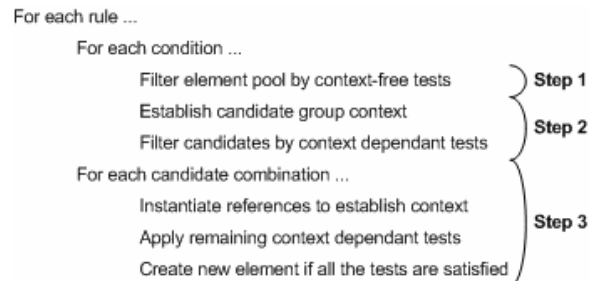 For each rule ...
For each condition ...
Filter element pool by context-free tests
Step 1
Establish candidate group context
Filter candidates by context dependant tests
Step 2
For each candidate combination ...
Instantiate references to establish context
Apply remaining context dependant tests
Create new element if all the tests are satisfied
Step 3